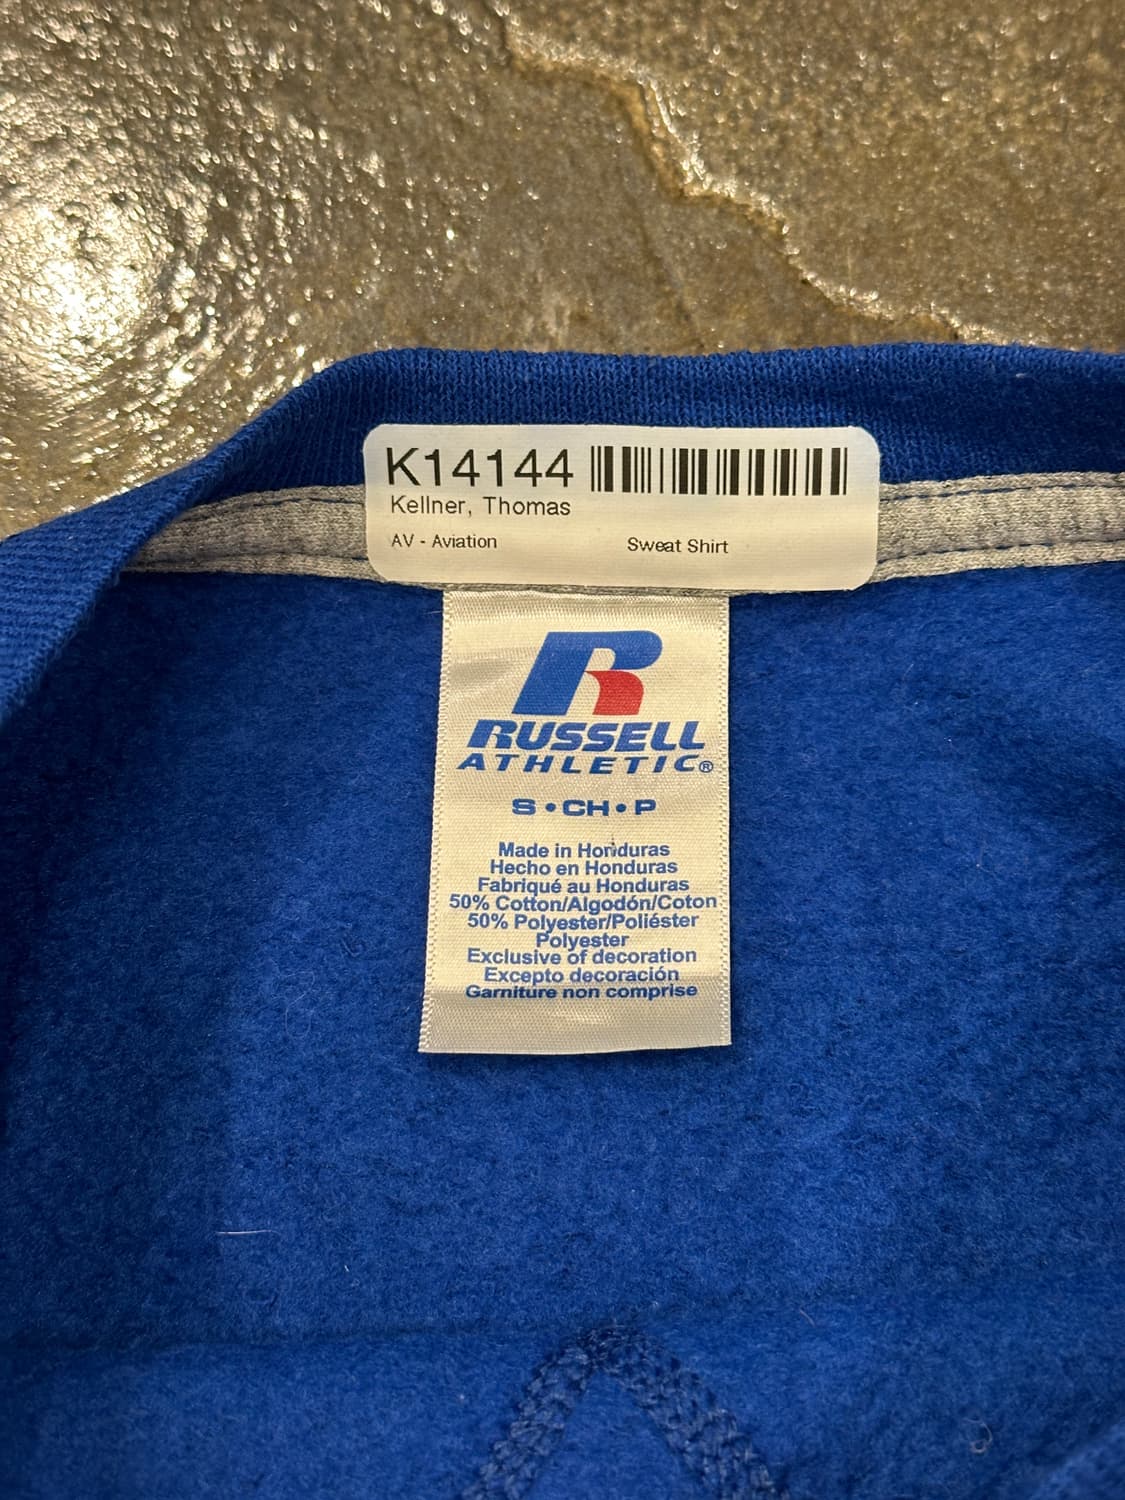 K14144
Kellner, Thomas
AV - Aviation Sweat Shirt
RUSSELL
ATHLETIC®
S • CH • P
Made in Honduras
Hecho en Honduras
Fabriqué au Honduras
50% Cotton/Algodón/Coton
50% Polyester/Poliéster
Polyester
Exclusive of decoration
Excepto decoración
Garniture non comprise